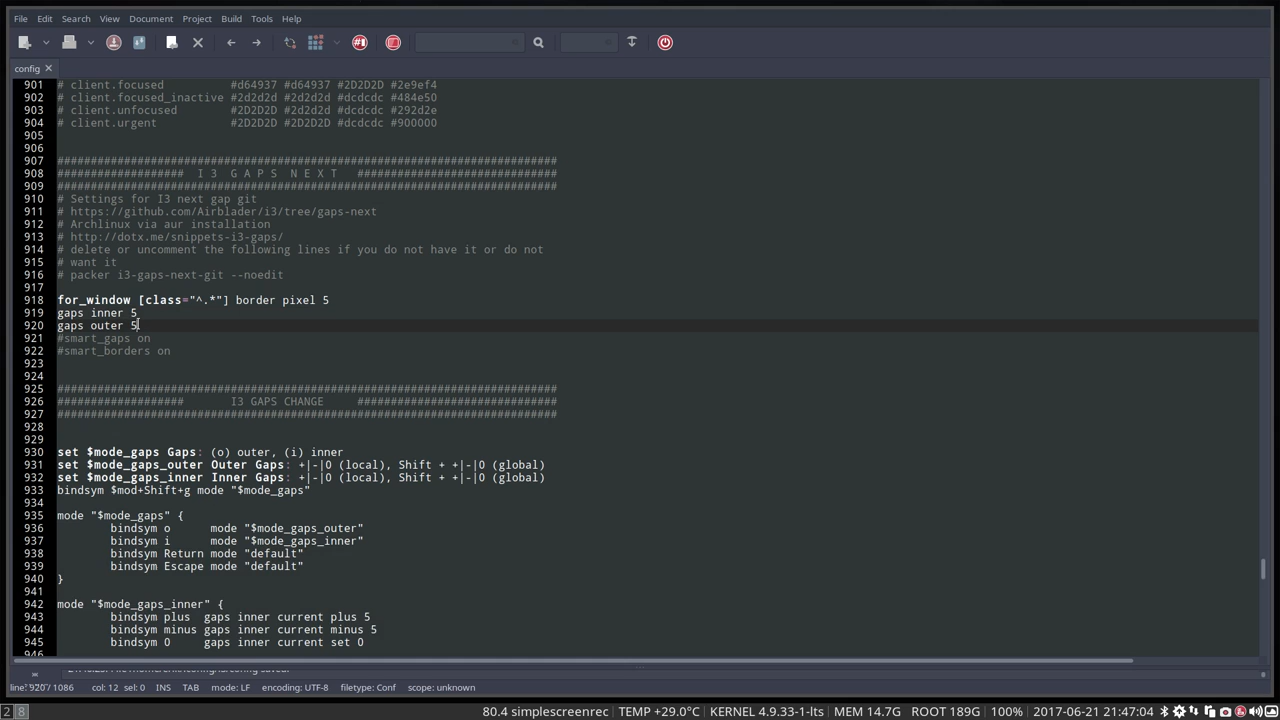 File Edit Search View Document Project Build Tools Help
config
901 # client.focused #d64937 #d64937 #2D2D2D #2e9ef4
902 # client.focused_inactive #2d2d2d #2d2d2d #dcdcdc #484e50
903 # client.unfocused #2D2D2D #2D2D2D #dcdcdc #292d2e
904 # client.urgent #2D2D2D #2D2D2D #dcdcdc #900000
905
906
907 ###########################################################################
908 ################### I 3 G A P S N E X T ##############################
909 ###########################################################################
910 # Settings for I3 next gap git
911 # https://github.com/Airblader/i3/tree/gaps-next
912 # Archlinux via aur installation
913 # http://dotx.me/snippets-i3-gaps/
914 # delete or uncomment the following lines if you do not have it or do not
915 # want it
916 # packer i3-gaps-next-git --noedit
917
918 for_window [class="^.*"] border pixel 5
919 gaps inner 5
920 gaps outer 5
921 #smart_gaps on
922 #smart_borders on
923
924
925 ###########################################################################
926 ################### I3 GAPS CHANGE ##############################
927 ###########################################################################
928
929
930 set $mode_gaps Gaps: (o) outer, (i) inner
931 set $mode_gaps_outer Outer Gaps: +|-|0 (local), Shift + +|-|0 (global)
932 set $mode_gaps_inner Inner Gaps: +|-|0 (local), Shift + +|-|0 (global)
933 bindsym $mod+Shift+g mode "$mode_gaps"
934
935 mode "$mode_gaps" {
936 bindsym o mode "$mode_gaps_outer"
937 bindsym i mode "$mode_gaps_inner"
938 bindsym Return mode "default"
939 bindsym Escape mode "default"
940 }
941
942 mode "$mode_gaps_inner" {
943 bindsym plus gaps inner current plus 5
944 bindsym minus gaps inner current minus 5
945 bindsym 0 gaps inner current set 0
line: 920 / 1086 col: 12 sel: 0 INS TAB mode: LF encoding: UTF-8 filetype: Conf scope: unknown
2 8 80.4 simplescreenrec TEMP +29.0°C KERNEL 4.9.33-1-lts MEM 14.7G ROOT 189G 100% 2017-06-21 21:47:04